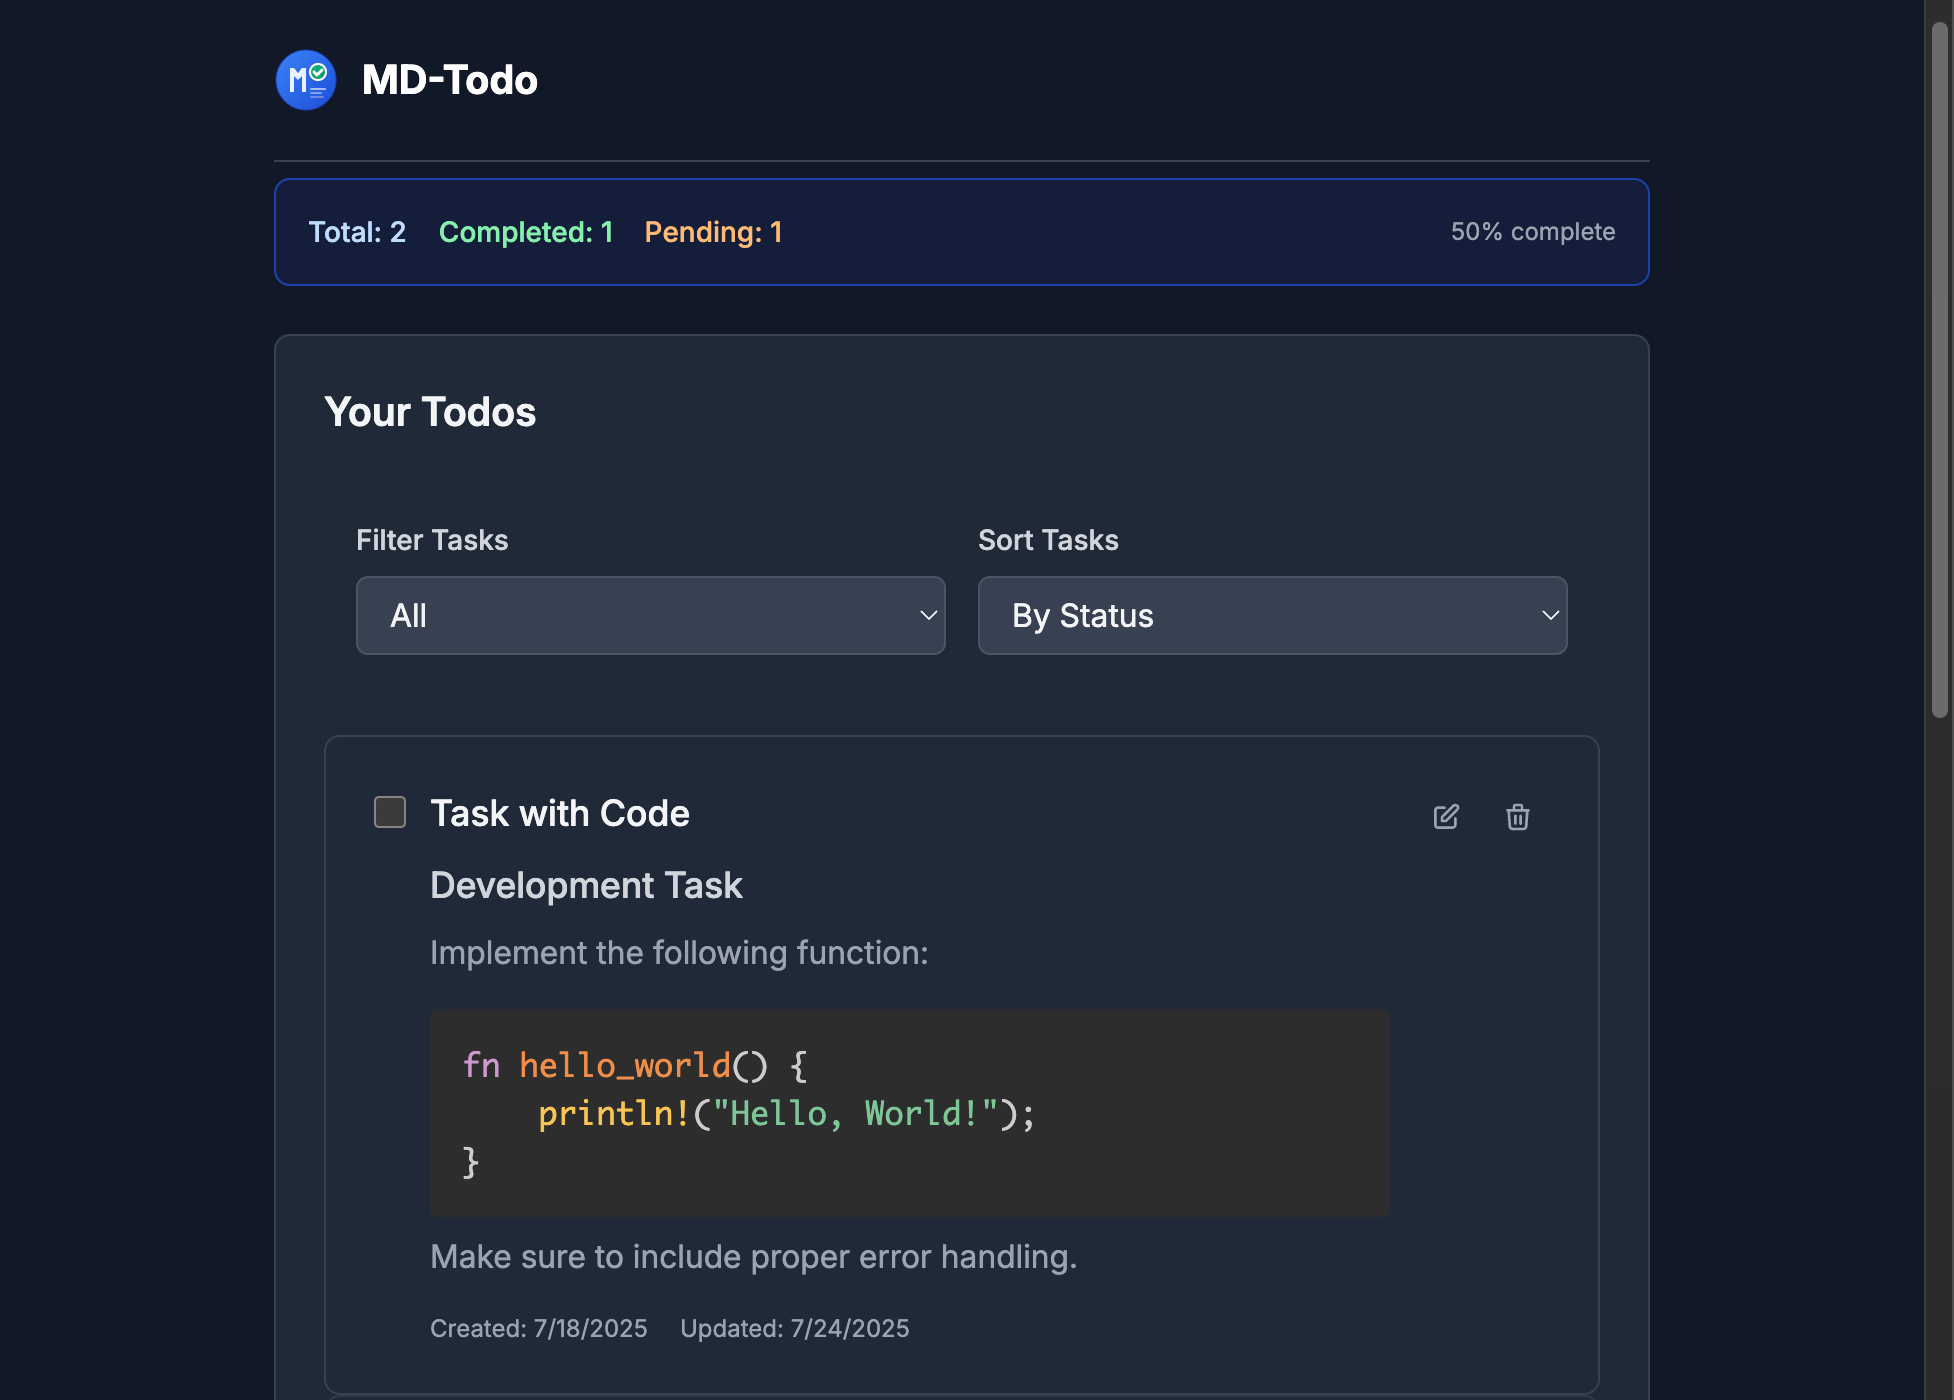 M
MD-Todo
Total: 2 Completed: 1 Pending: 1 50% complete
Your Todos
Filter Tasks Sort Tasks
All By Status
Task with Code
Development Task
Implement the following function:
fn hello_world() {
    println!("Hello, World!");
}
Make sure to include proper error handling.
Created: 7/18/2025 Updated: 7/24/2025